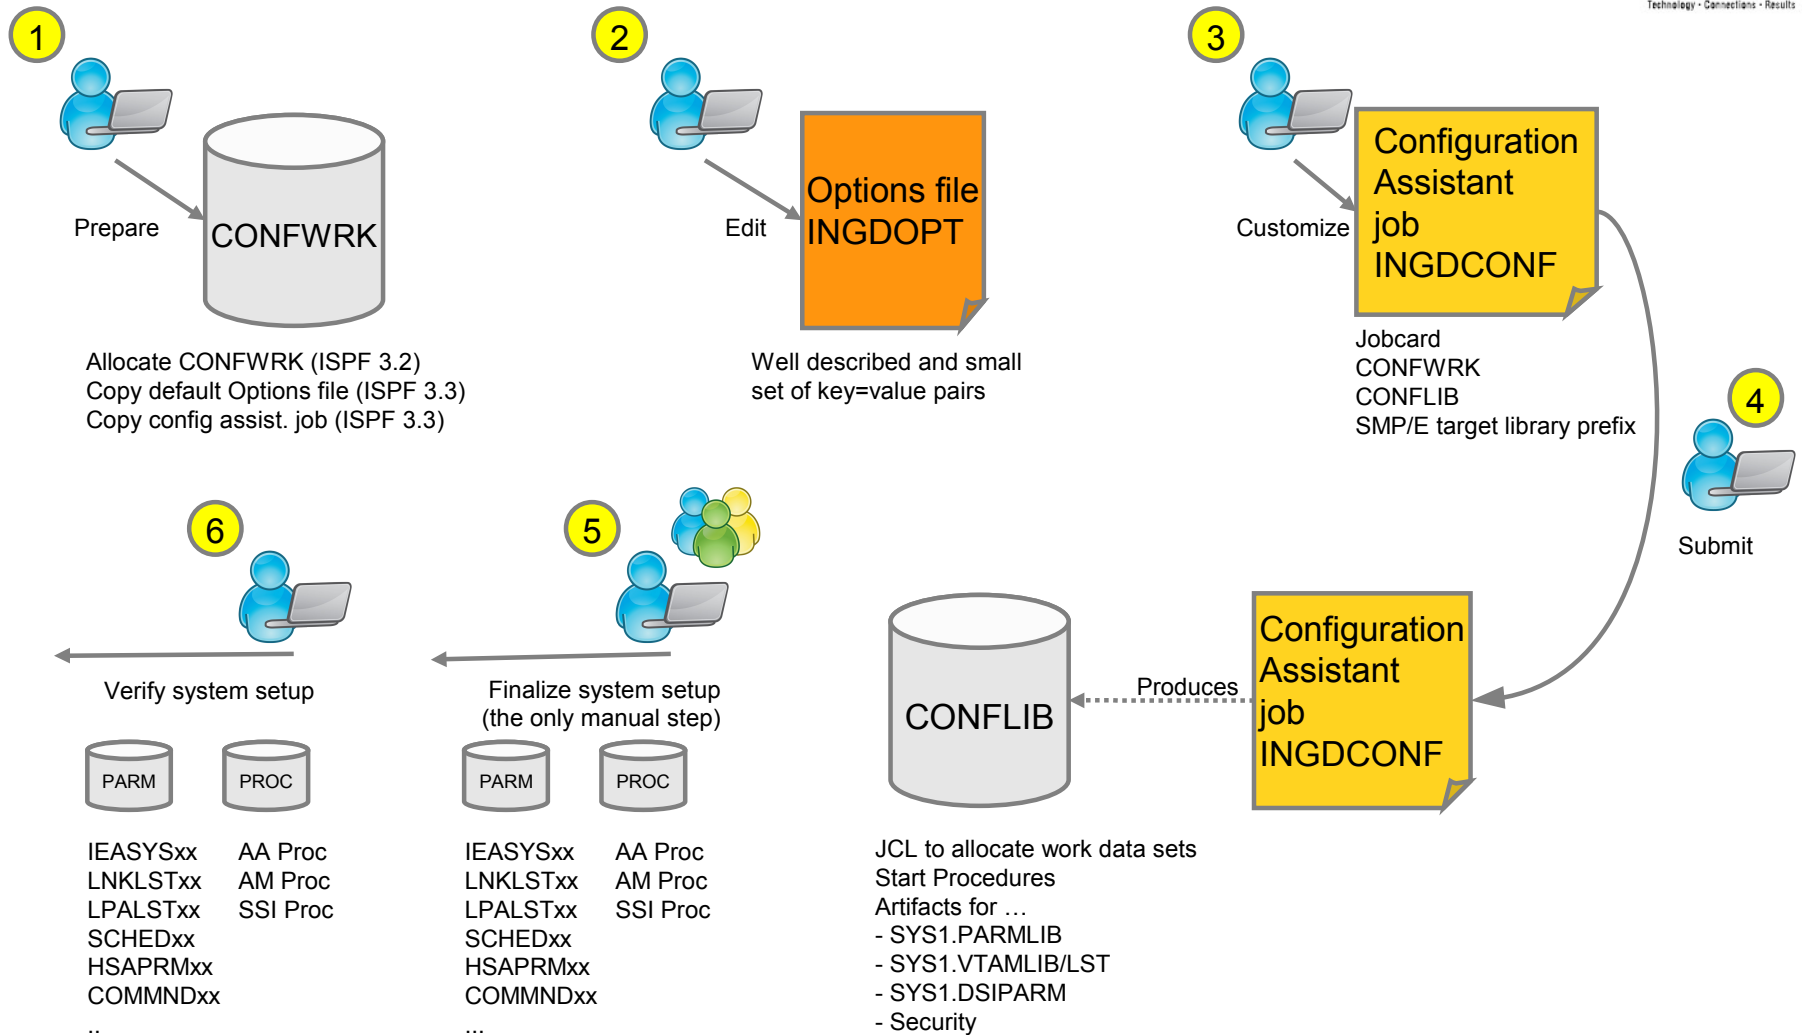 Technology • Connections • Results
1
Prepare
CONFWRK
Allocate CONFWRK (ISPF 3.2)
Copy default Options file (ISPF 3.3)
Copy config assist. job (ISPF 3.3)
2
Edit
Options file
INGDOPT
Well described and small
set of key=value pairs
3
Customize
Configuration
Assistant
job
INGDCONF
Jobcard
CONFWRK
CONFLIB
SMP/E target library prefix
4
Submit
Configuration
Assistant
job
INGDCONF
Produces
CONFLIB
JCL to allocate work data sets
Start Procedures
Artifacts for …
- SYS1.PARMLIB
- SYS1.VTAMLIB/LST
- SYS1.DSIPARM
- Security
5
Finalize system setup
(the only manual step)
PARM
PROC
IEASYSxx
LNKLSTxx
LPALSTxx
SCHEDxx
HSAPRMxx
COMMNDxx
...
AA Proc
AM Proc
SSI Proc
6
Verify system setup
PARM
PROC
IEASYSxx
LNKLSTxx
LPALSTxx
SCHEDxx
HSAPRMxx
COMMNDxx
..
AA Proc
AM Proc
SSI Proc